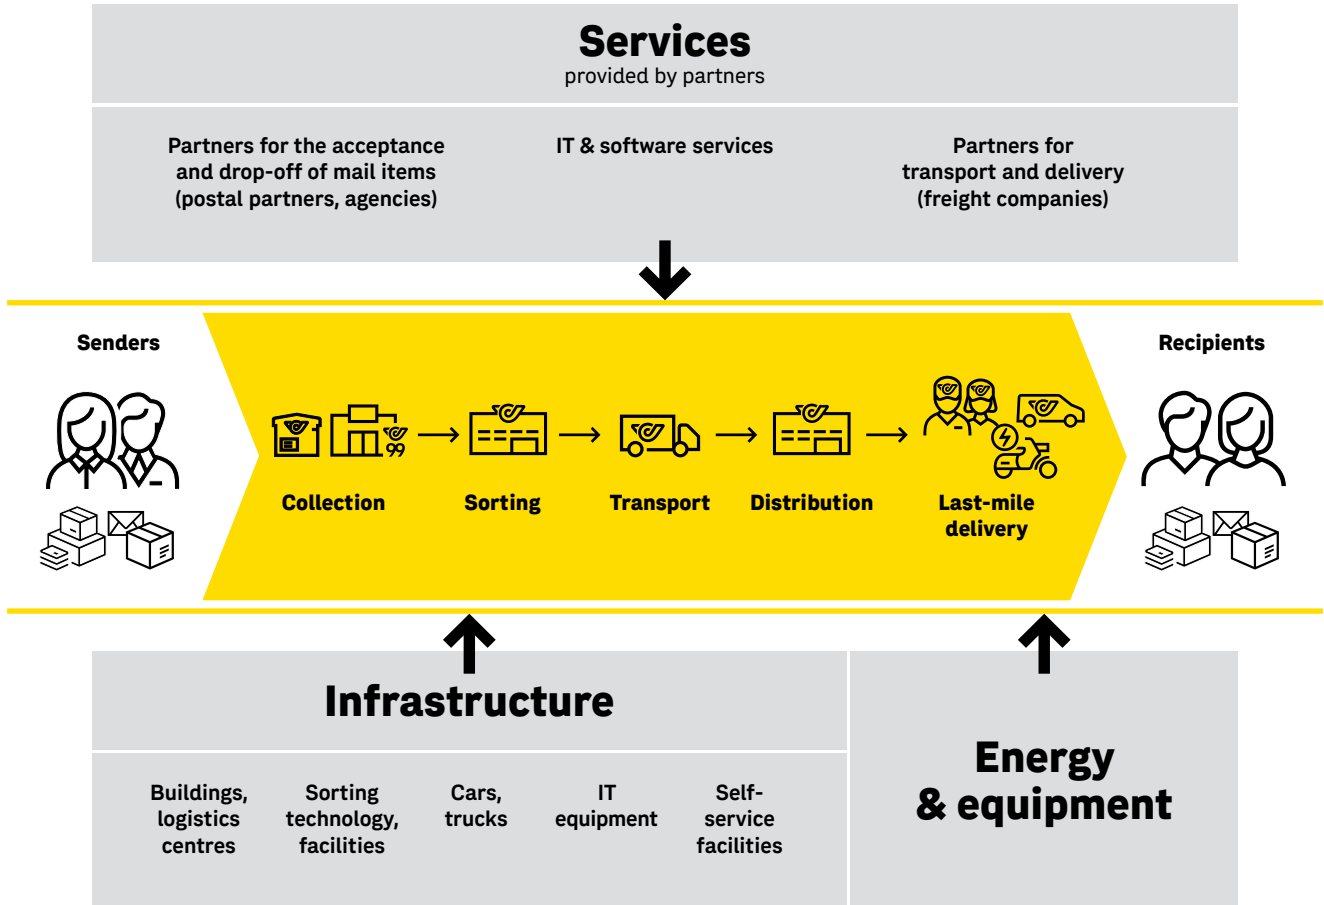 Services
provided by partners
Partners for the acceptance
and drop-off of mail items
(postal partners, agencies)
IT & software services
Partners for
transport and delivery
(freight companies)
Senders
Recipients
99
Collection
Sorting
Transport
Distribution
Last-mile
delivery
Infrastructure
Buildings,
logistics
centres
Sorting
technology,
facilities
Cars,
trucks
IT
equipment
Self-
service
facilities
Energy
& equipment